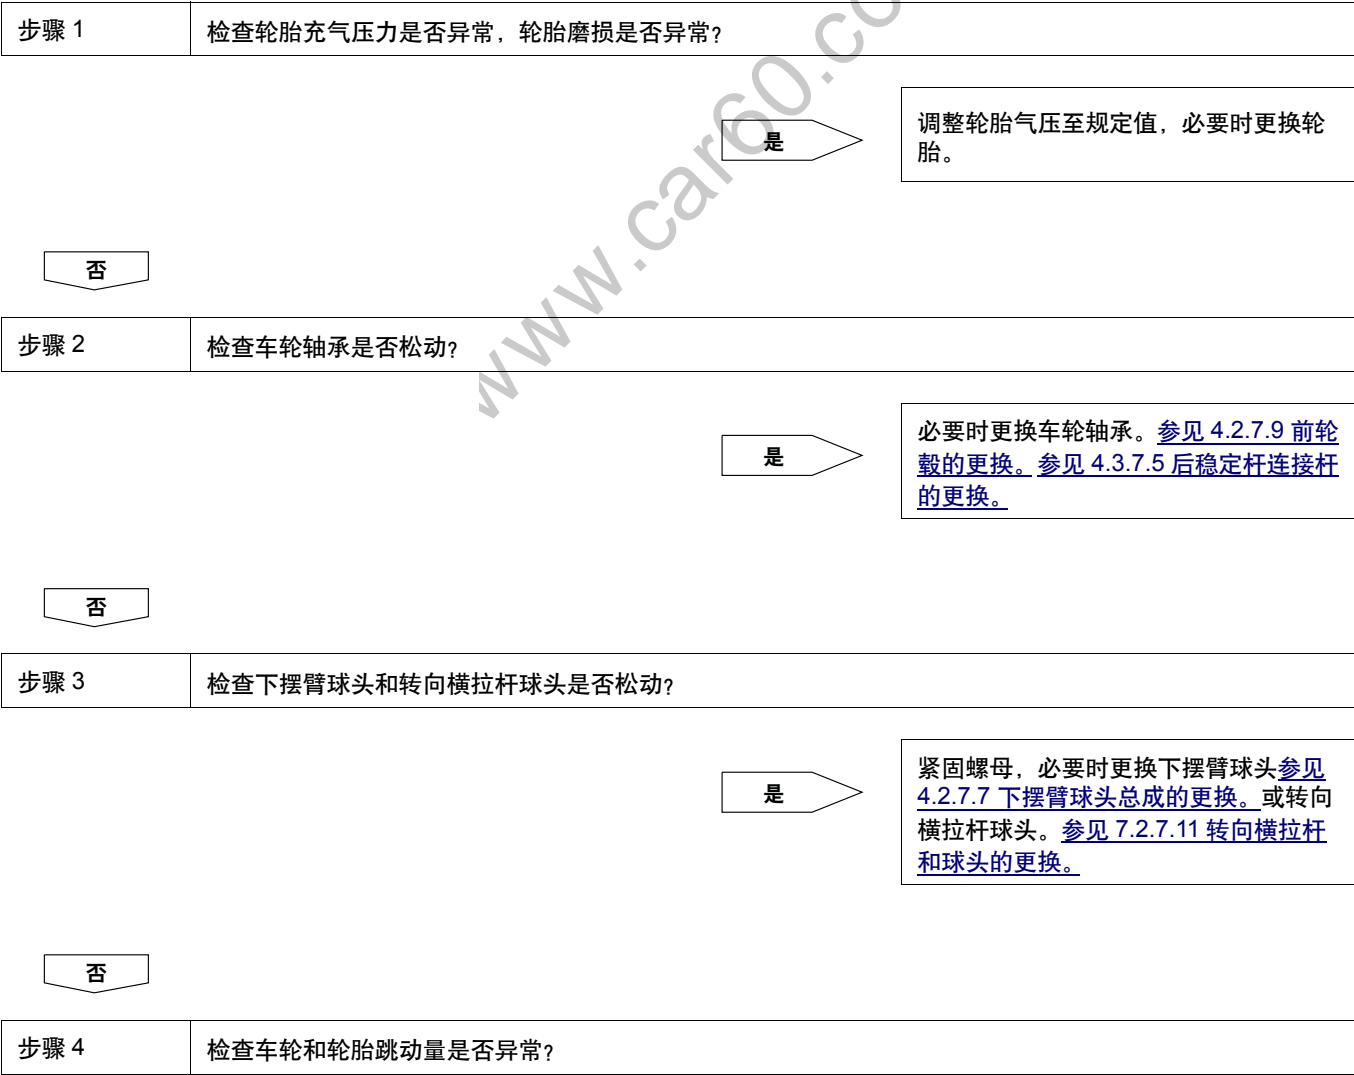 步骤 1 检查轮胎充气压力是否异常，轮胎磨损是否异常？
是
调整轮胎气压至规定值，必要时更换轮
胎。
否
步骤 2 检查车轮轴承是否松动？
是
必要时更换车轮轴承。参见 4.2.7.9 前轮
毂的更换。参见 4.3.7.5 后稳定杆连接杆
的更换。
否
步骤 3 检查下摆臂球头和转向横拉杆球头是否松动？
是
紧固螺母，必要时更换下摆臂球头参见
4.2.7.7 下摆臂球头总成的更换。或转向
横拉杆球头。参见 7.2.7.11 转向横拉杆
和球头的更换。
否
步骤 4 检查车轮和轮胎跳动量是否异常？
www.car60.co